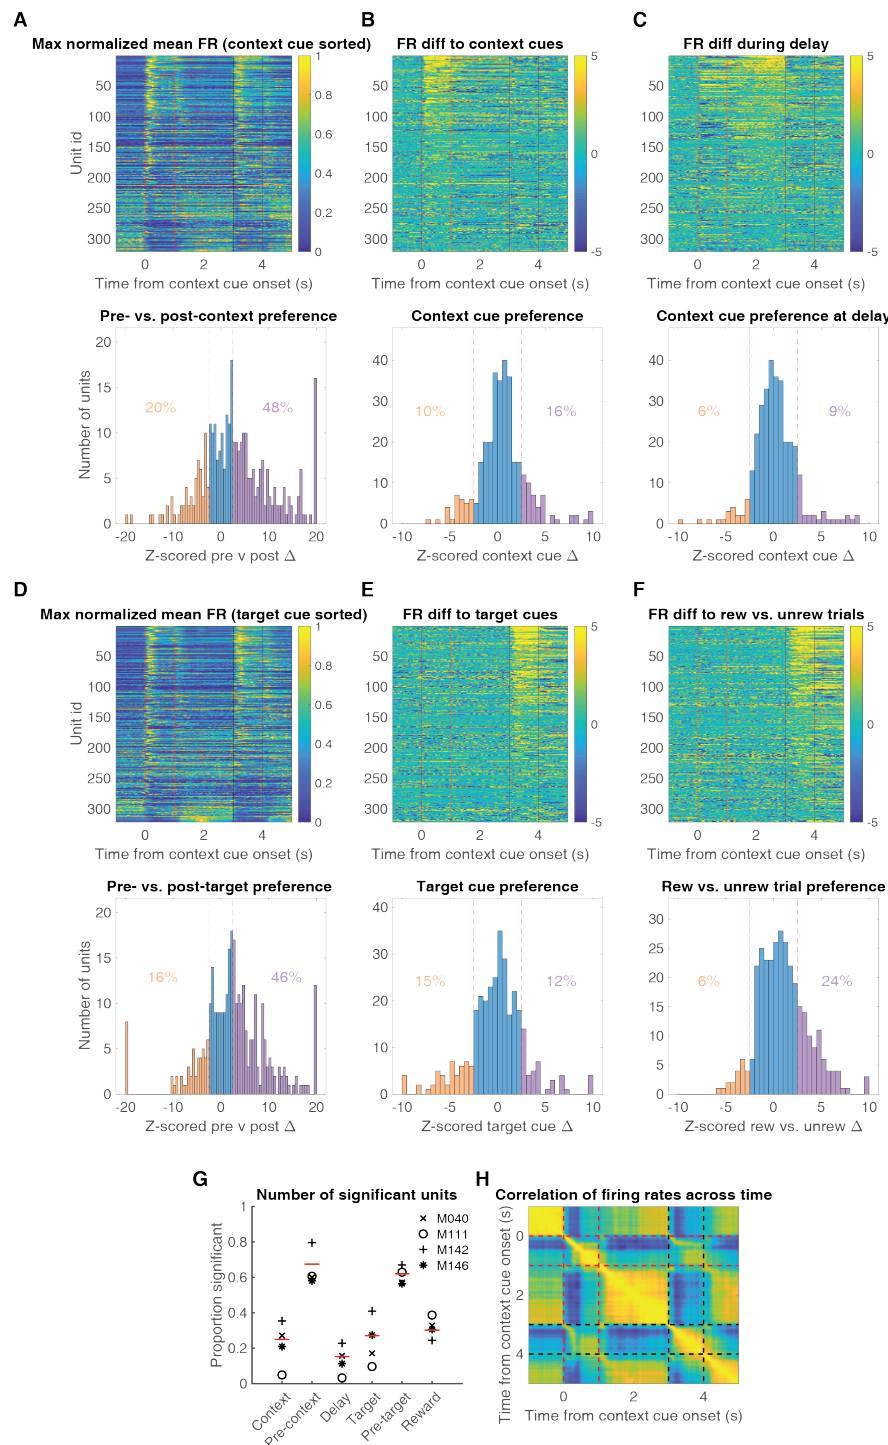 A
B
C
Max normalized mean FR (context cue sorted)
FR diff to context cues
FR diff during delay
Unit id
50
100
150
200
250
300
1
0.8
0.6
0.4
0.2
0
50
100
150
200
250
300
5
0
-5
50
100
150
200
250
300
5
0
-5
0 2 4
0 2 4
0 2 4
Time from context cue onset (s)
Time from context cue onset (s)
Time from context cue onset (s)
Pre- vs. post-context preference
Context cue preference
Context cue preference at delay
Number of units
20
15
10
5
0
20%
48%
40
30
20
10
0
10%
16%
40
30
20
10
0
6%
9%
-20 -10 0 10 20
-10 -5 0 5 10
-10 -5 0 5 10
Z-scored pre v post Δ
Z-scored context cue Δ
Z-scored context cue Δ
D
E
F
Max normalized mean FR (target cue sorted)
FR diff to target cues
FR diff to rew vs. unrew trials
Unit id
50
100
150
200
250
300
1
0.8
0.6
0.4
0.2
0
50
100
150
200
250
300
5
0
-5
50
100
150
200
250
300
5
0
-5
0 2 4
0 2 4
0 2 4
Time from context cue onset (s)
Time from context cue onset (s)
Time from context cue onset (s)
Pre- vs. post-target preference
Target cue preference
Rew vs. unrew trial preference
Number of units
20
15
10
5
0
16%
46%
40
30
20
10
0
15%
12%
30
20
10
0
6%
24%
-20 -10 0 10 20
-10 -5 0 5 10
-10 -5 0 5 10
Z-scored pre v post Δ
Z-scored target cue Δ
Z-scored rew vs. unrew Δ
G
H
Number of significant units
Correlation of firing rates across time
Proportion significant
1
0.8
0.6
0.4
0.2
0
M040
M111
M142
M146
Context
Pre-context
Delay
Target
Pre-target
Reward
Time from context cue onset (s)
0
2
4
0 2 4
Time from context cue onset (s)